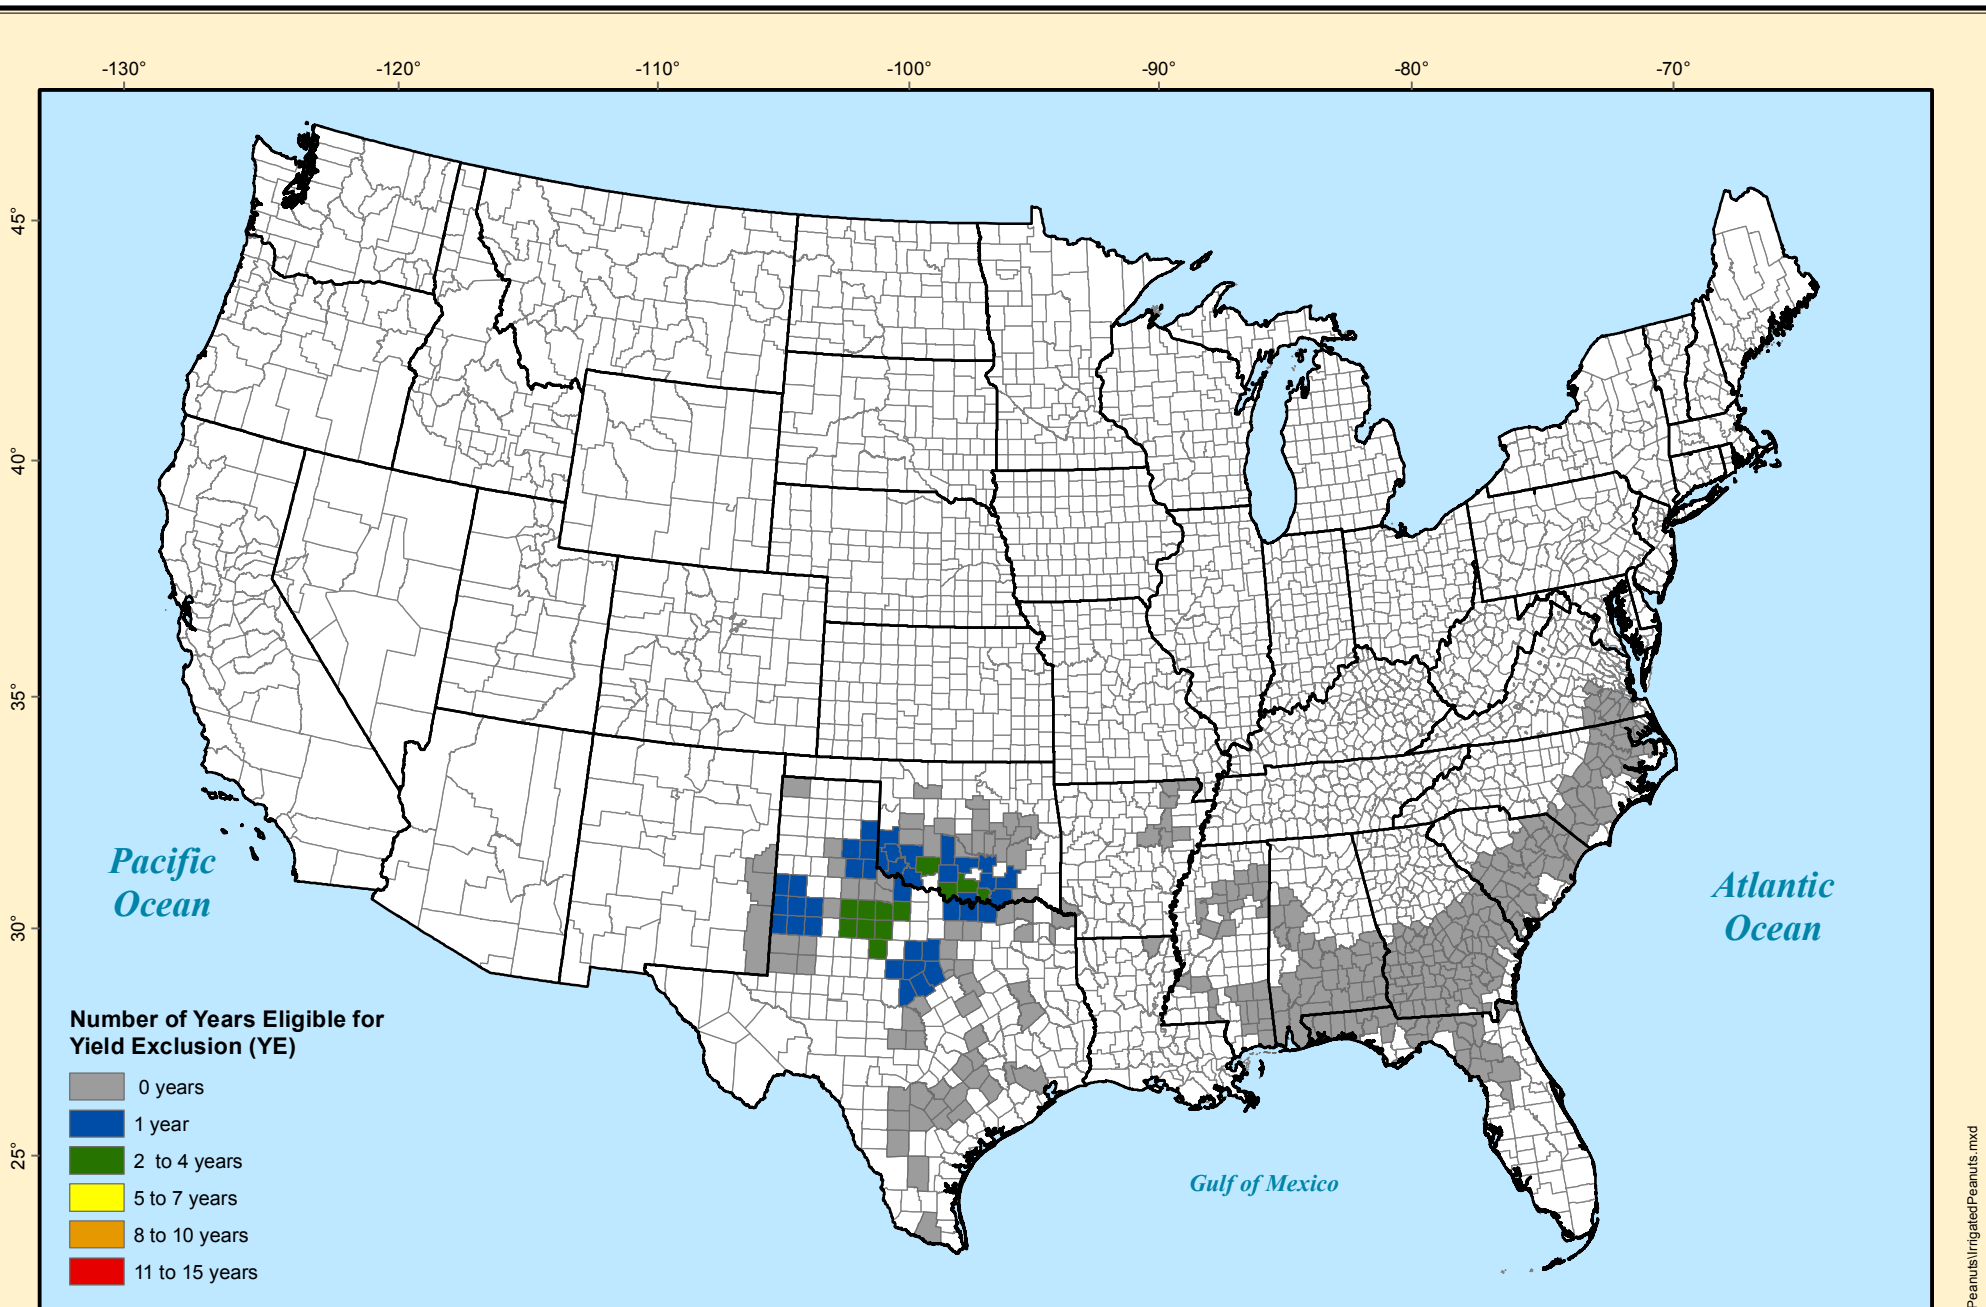 -130°
-120°
-110°
-100°
-90°
-80°
-70°
45°
40°
35°
30°
25°
Pacific
Ocean
Atlantic
Ocean
Gulf of Mexico
Number of Years Eligible for
Yield Exclusion (YE)
0 years
1 year
2 to 4 years
5 to 7 years
8 to 10 years
11 to 15 years
Peanuts\IrrigatedPeanuts.mxd